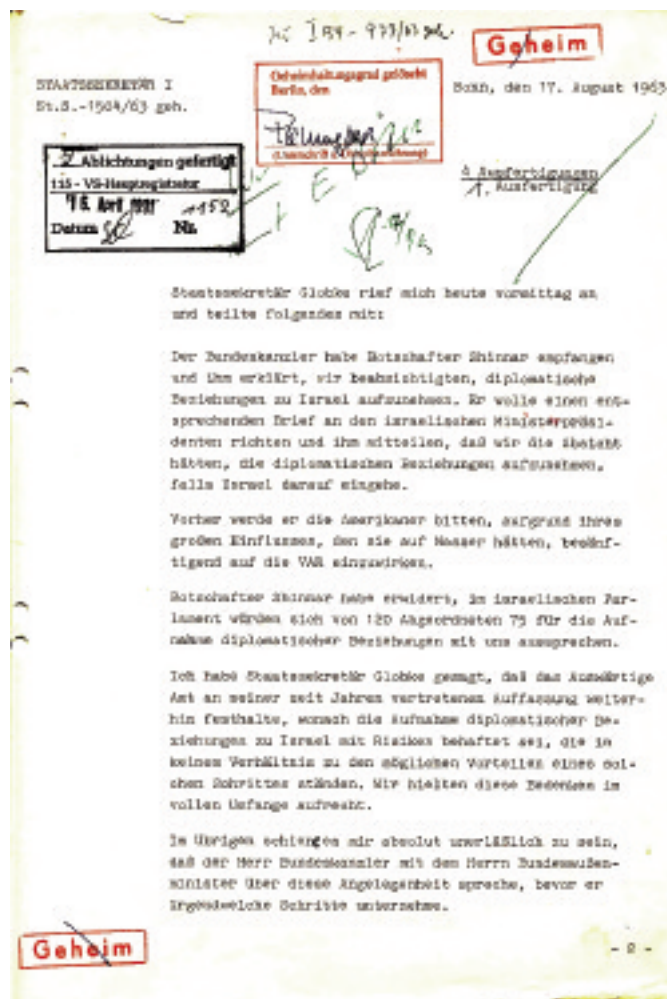 Geheim
Geheimhaltungsgrad gelöscht
Berlin, den
STAATSSEKRETÄR I
St.S.-1504/63 geh.
Bonn, den 17. August 1963
2 Ablichtungen gefertigt
115 - VS-Hauptregistratur
Datum Nr.
4 Ausfertigungen
1. Ausfertigung
Staatssekretär Globke rief mich heute vormittag an
und teilte folgendes mit:
Der Bundeskanzler habe Botschafter Shinnar empfangen
und ihm erklärt, wir beabsichtigten, diplomatische
Beziehungen zu Israel aufzunehmen. Er wolle einen ent-
sprechenden Brief an den israelischen Ministerpräsi-
denten richten und ihm mitteilen, daß wir die Absicht
hätten, die diplomatischen Beziehungen aufzunehmen,
falls Israel darauf eingehe.
Vorher werde er die Amerikaner bitten, aufgrund ihres
großen Einflusses, den sie auf Nasser hätten, besänf-
tigend auf die VAR einzuwirken.
Botschafter Shinnar habe erwidert, im israelischen Par-
lament würden sich von 120 Abgeordneten 75 für die Auf-
nahme diplomatischer Beziehungen mit uns aussprechen.
Ich habe Staatssekretär Globke gesagt, daß das Auswärtige
Amt an seiner seit Jahren vertretenen Auffassung weiter-
hin festhalte, wonach die Aufnahme diplomatischer Be-
ziehungen zu Israel mit Risiken behaftet sei, die in
keinem Verhältnis zu den möglichen Vorteilen eines sol-
chen Schrittes ständen. Wir hielten diese Bedenken im
vollen Umfange aufrecht.
Im Übrigen schiene es mir absolut unerläßlich zu sein,
daß der Herr Bundeskanzler mit dem Herrn Bundesaußen-
minister über diese Angelegenheit spreche, bevor er
irgendwelche Schritte unternehme.
Geheim
- 2 -